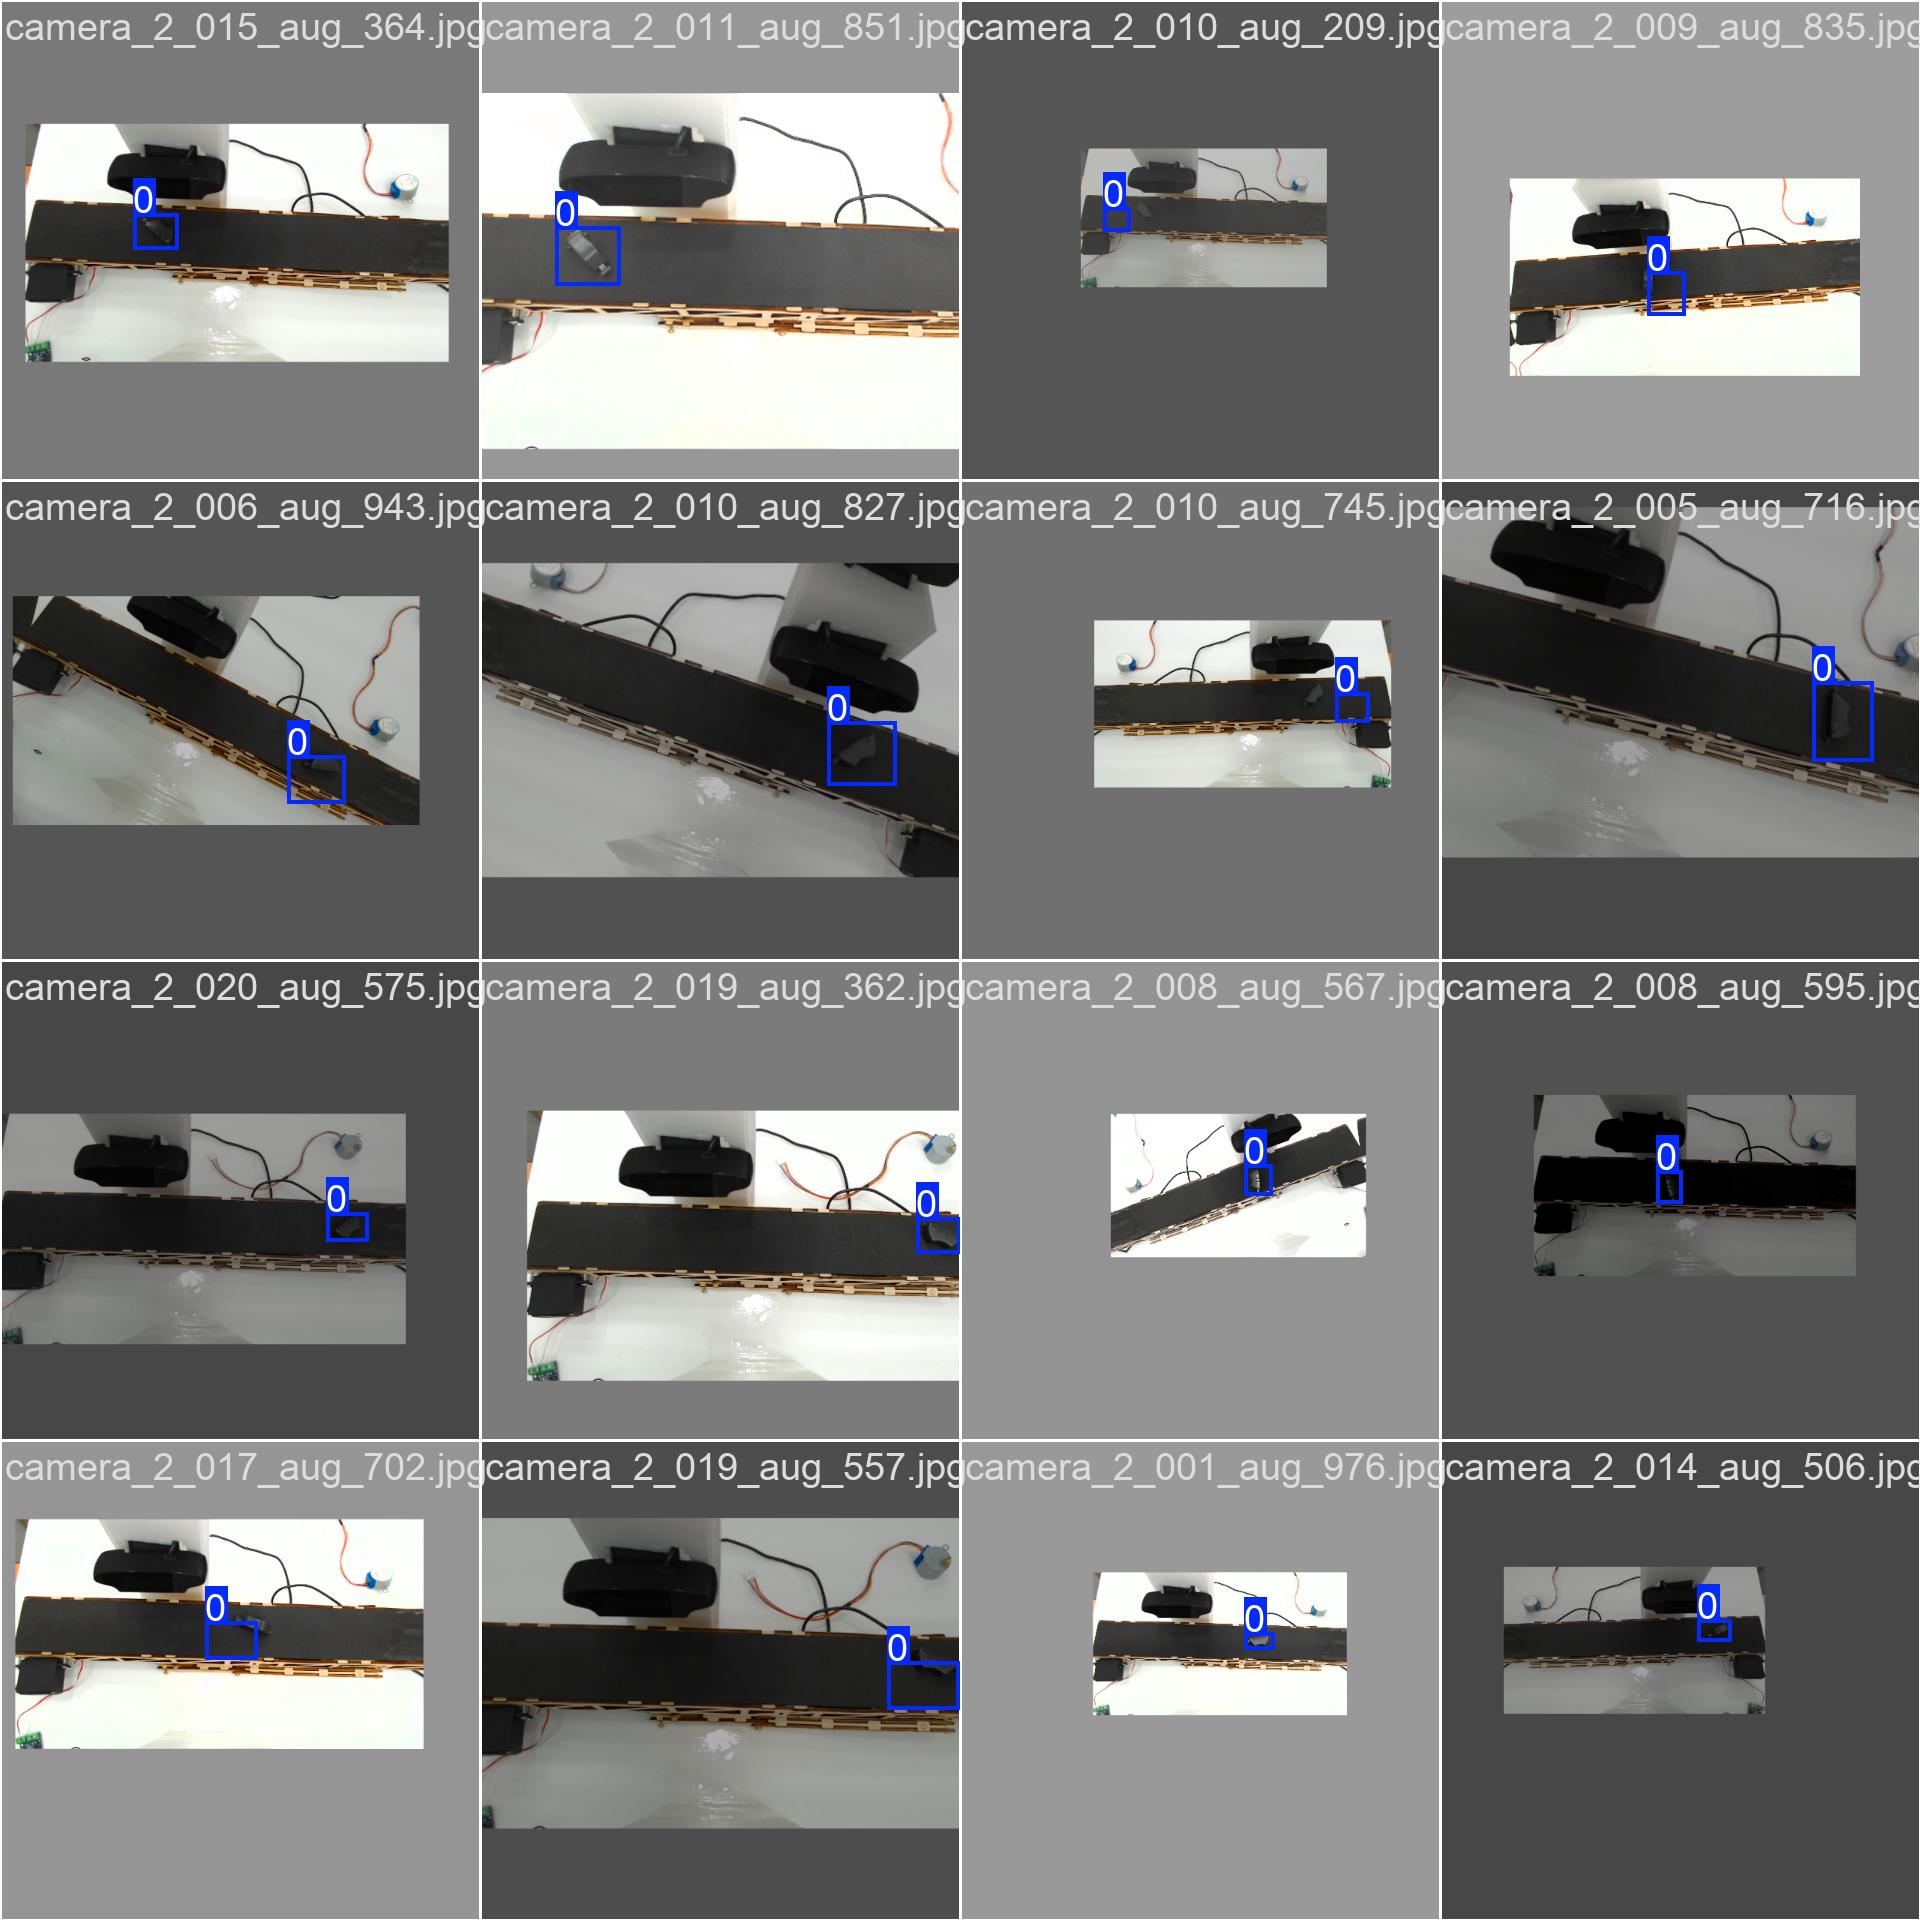 camera_2_015_aug_364.jpg
camera_2_011_aug_851.jpg
camera_2_010_aug_209.jpg
camera_2_009_aug_835.jpg
0
0
0
0
camera_2_006_aug_943.jpg
camera_2_010_aug_827.jpg
camera_2_010_aug_745.jpg
camera_2_005_aug_716.jpg
0
0
0
0
camera_2_020_aug_575.jpg
camera_2_019_aug_362.jpg
camera_2_008_aug_567.jpg
camera_2_008_aug_595.jpg
0
0
0
0
camera_2_017_aug_702.jpg
camera_2_019_aug_557.jpg
camera_2_001_aug_976.jpg
camera_2_014_aug_506.jpg
0
0
0
0